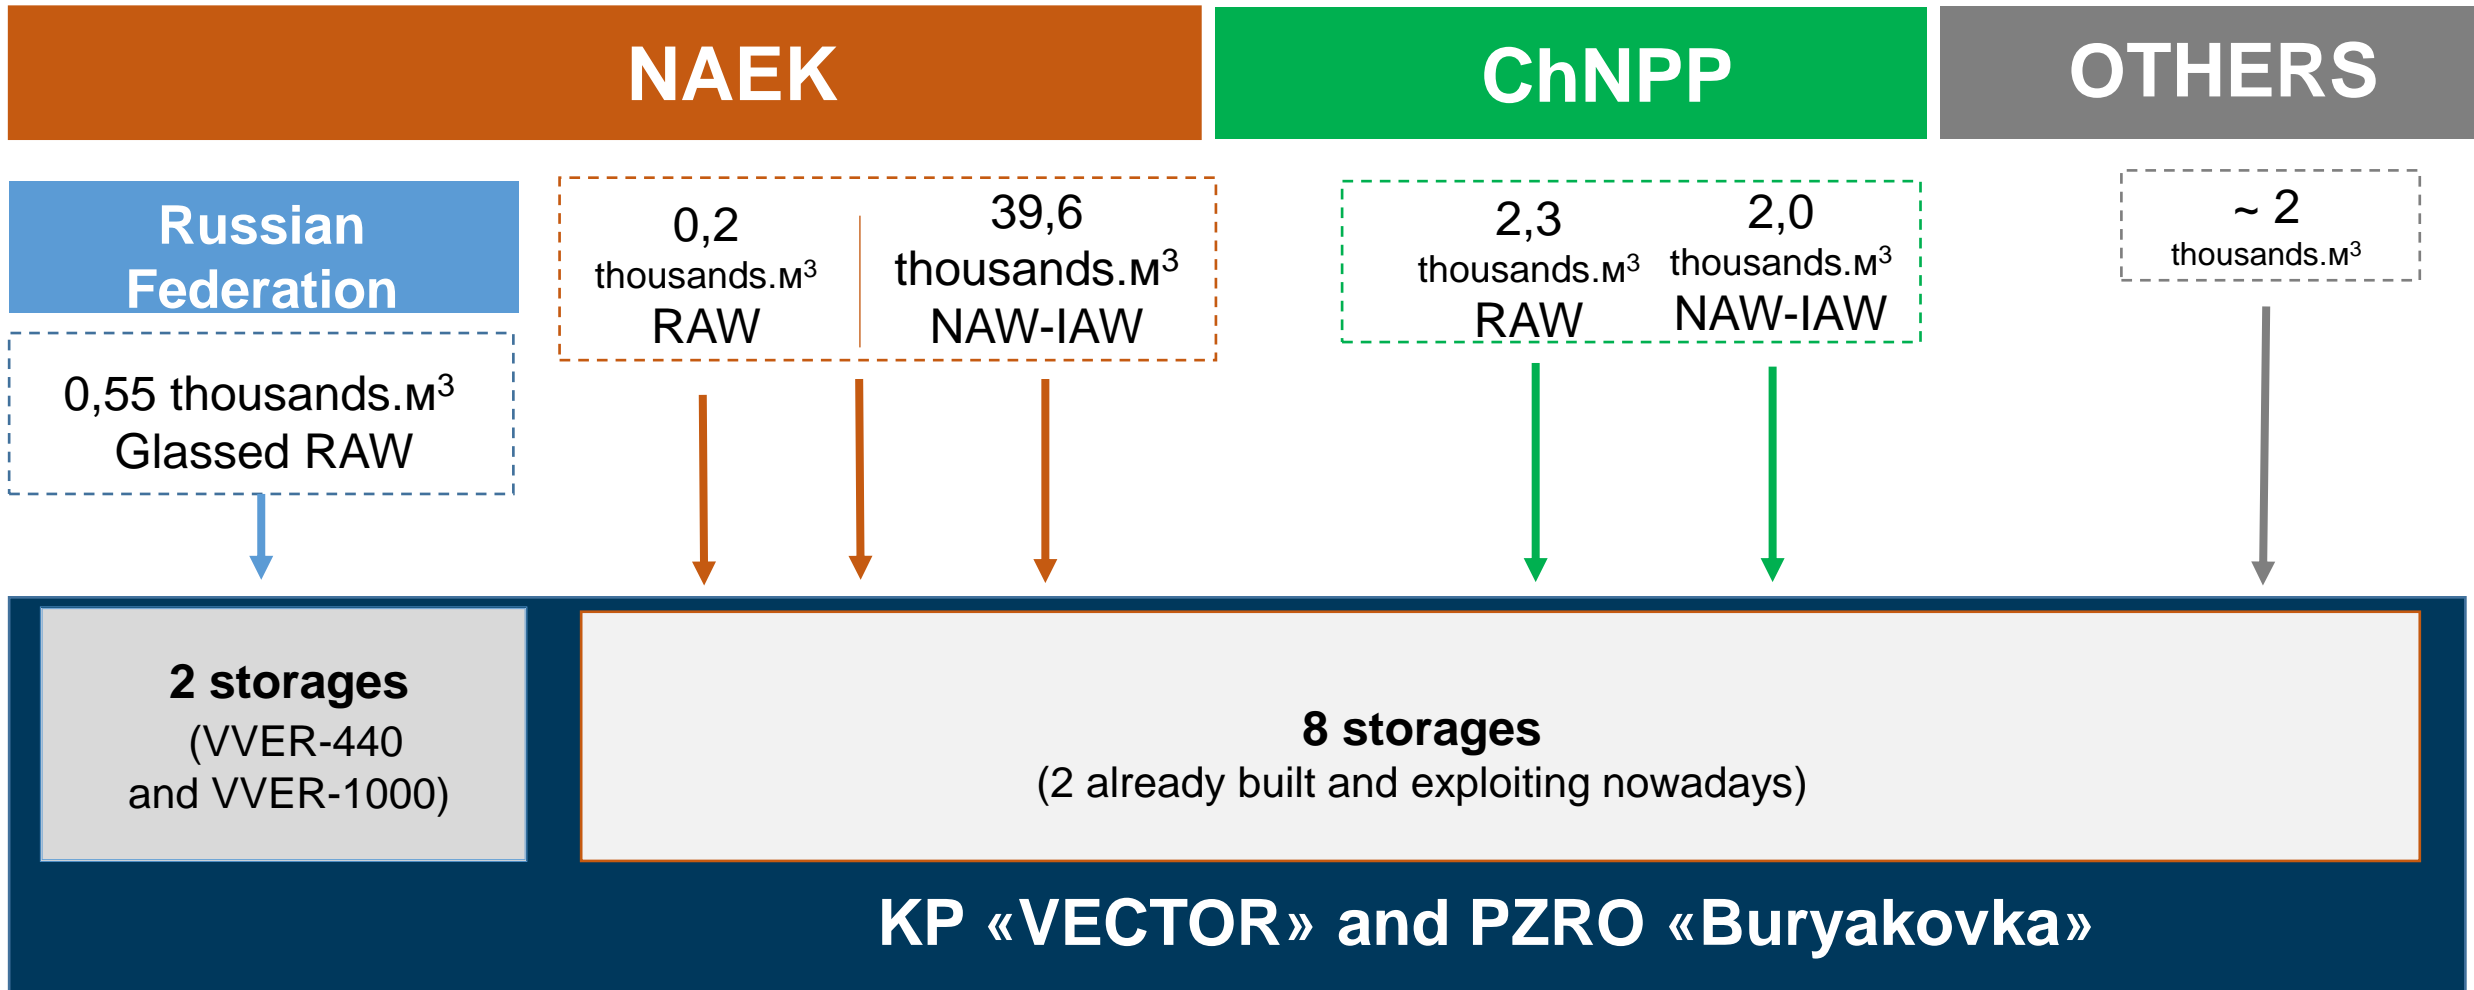 NAEK
ChNPP
OTHERS
Russian
Federation
0,55 thousands.м³
Glassed RAW
0,2
thousands.м³
RAW
39,6
thousands.м³
NAW-IAW
2,3
thousands.м³
RAW
2,0
thousands.м³
NAW-IAW
~ 2
thousands.м³
2 storages
(VVER-440
and VVER-1000)
8 storages
(2 already built and exploiting nowadays)
KP «VECTOR» and PZRO «Buryakovka»